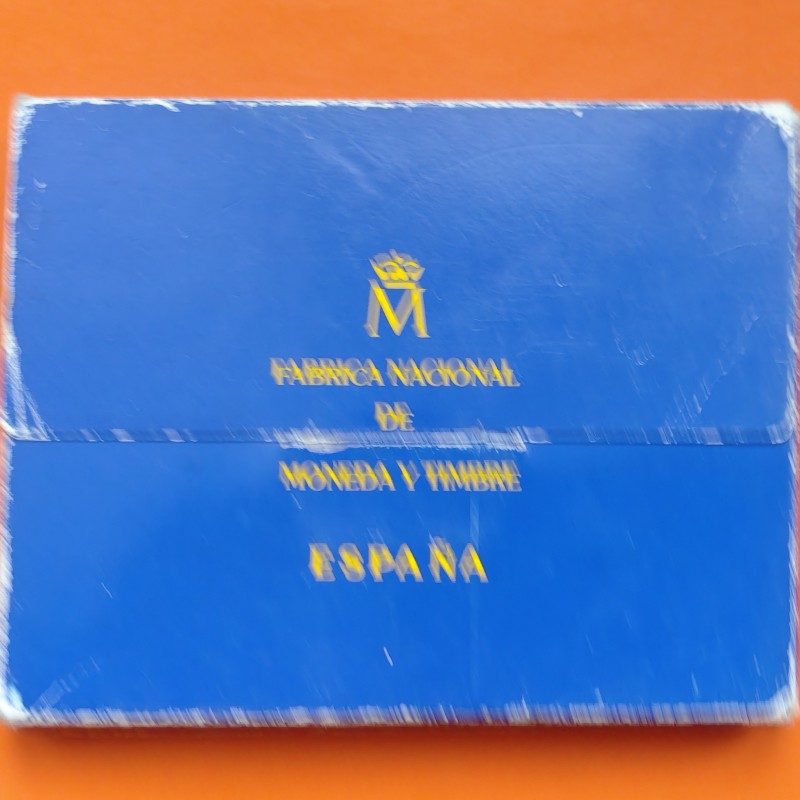 M
FABRICA NACIONAL
DE
MONEDA Y TIMBRE
ESPAÑA